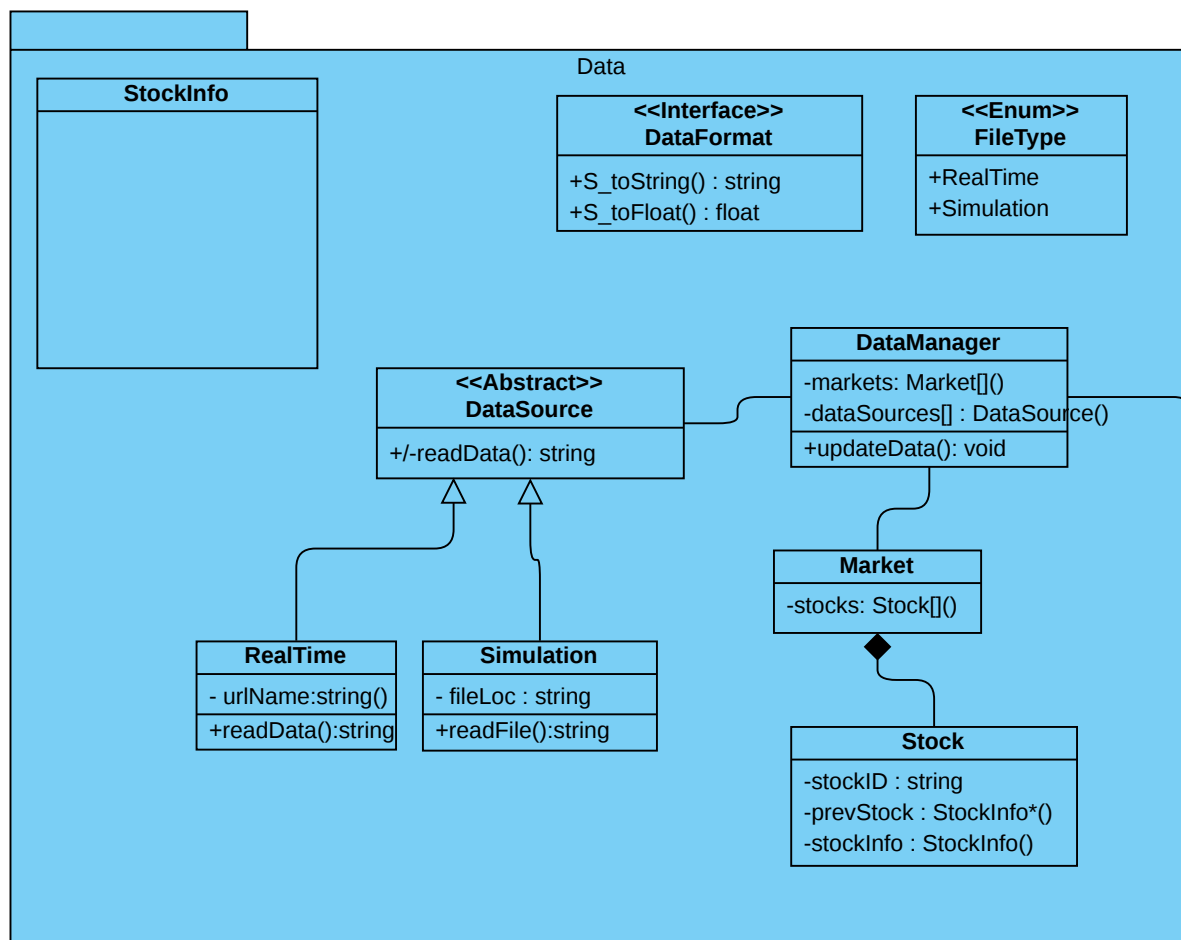 Data
StockInfo
<<Interface>>
DataFormat
+S_toString() : string
+S_toFloat() : float
<<Enum>>
FileType
+RealTime
+Simulation
DataManager
-markets: Market[]()
-dataSources[] : DataSource()
+updateData(): void
<<Abstract>>
DataSource
+/-readData(): string
Market
-stocks: Stock[]()
RealTime
- urlName:string()
+readData():string
Simulation
- fileLoc : string
+readFile():string
Stock
-stockID : string
-prevStock : StockInfo*()
-stockInfo : StockInfo()